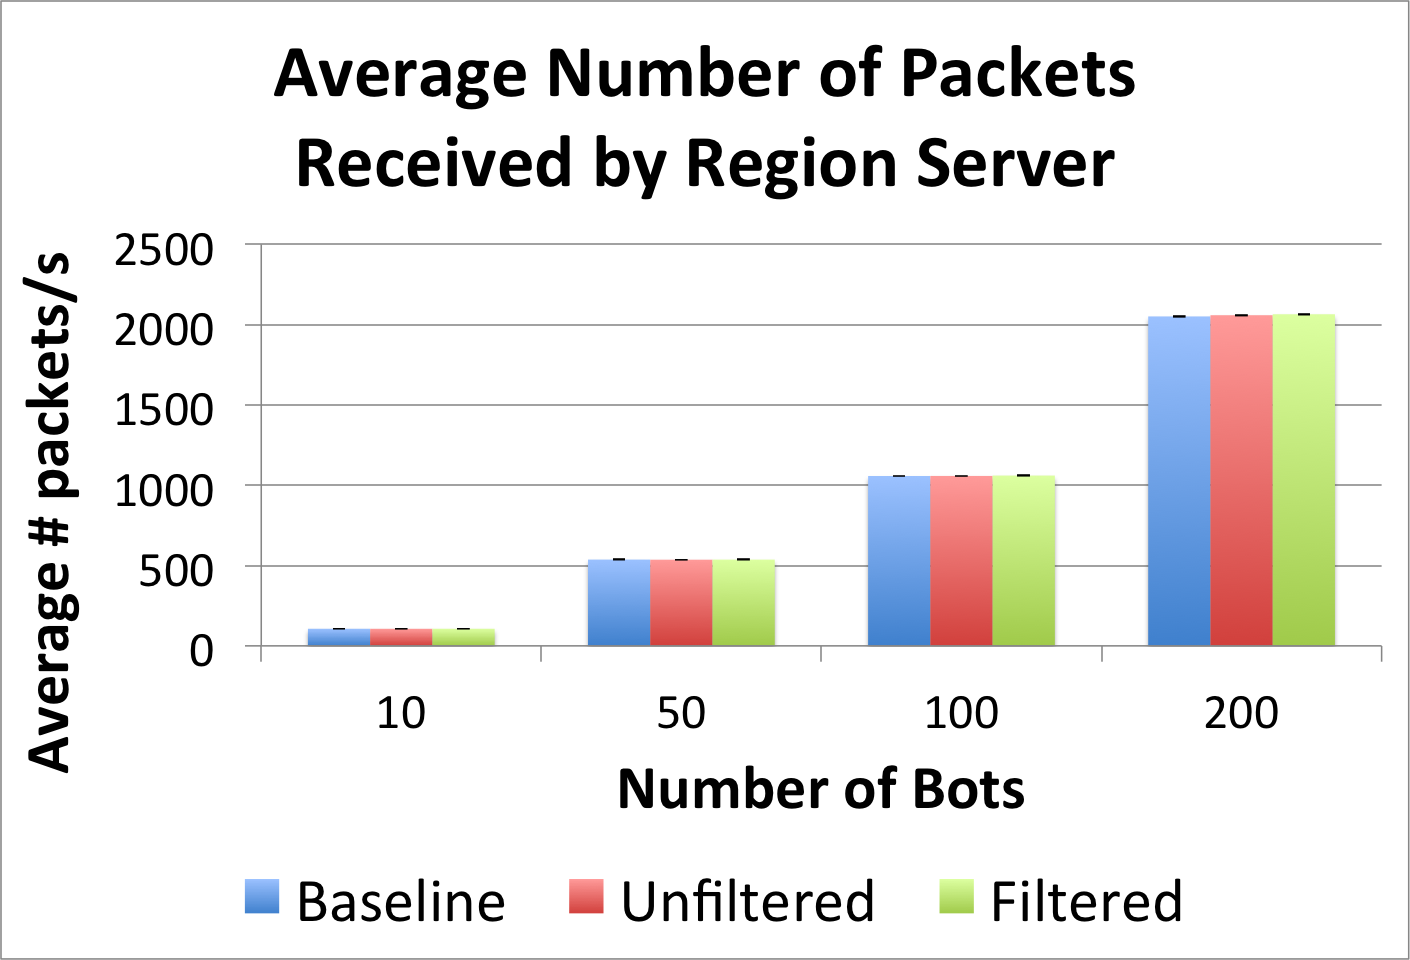 Average Number of Packets
Received by Region Server
Average # packets/s
2500
2000
1500
1000
500
0
10 50 100 200
Number of Bots
Baseline Unfiltered Filtered